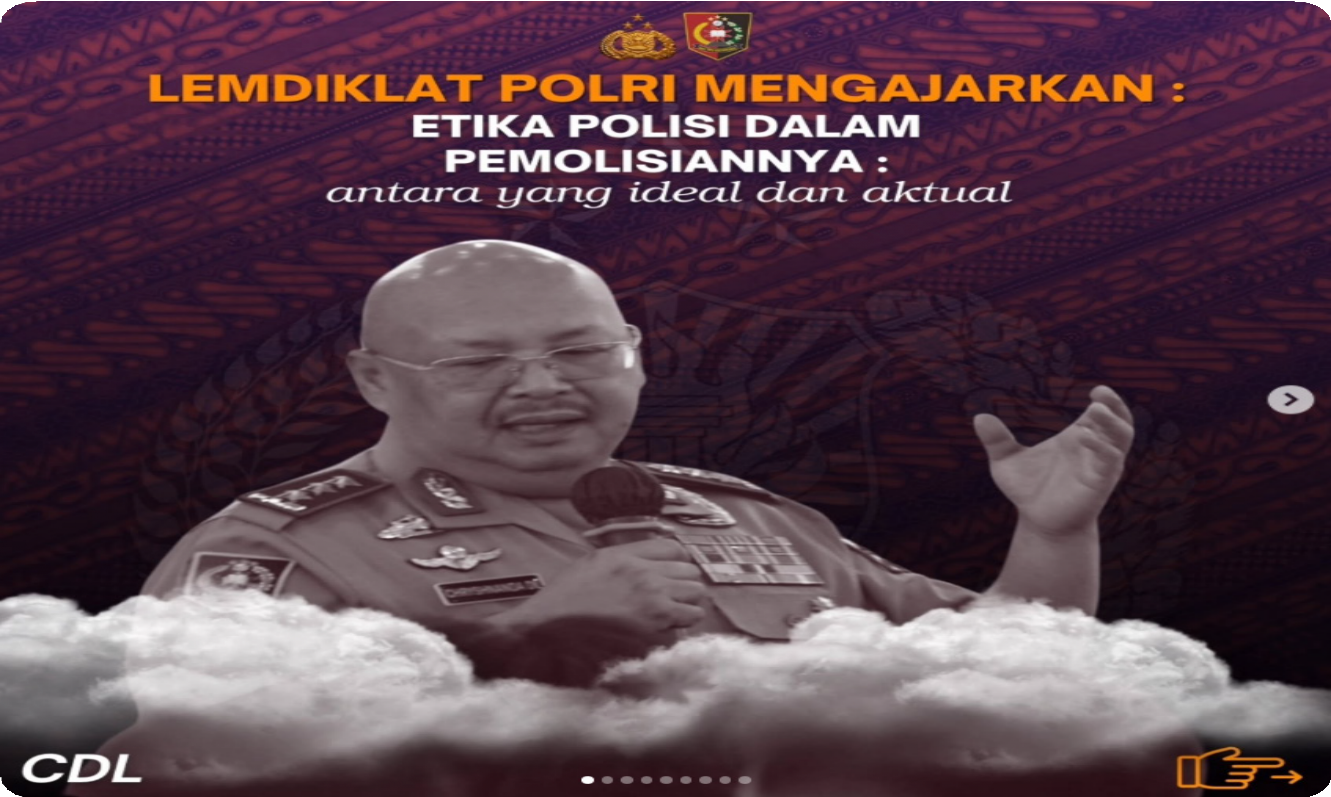 LEMDIKLAT POLRI MENGAJARKAN :
ETIKA POLISI DALAM
PEMOLISIANNYA :
antara yang ideal dan aktual
CDL